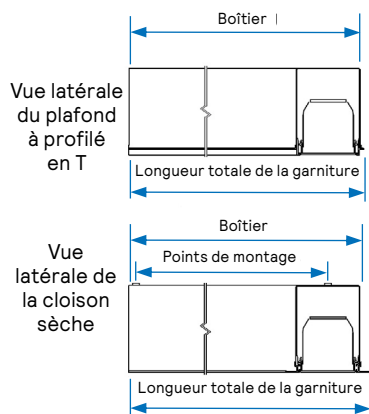 Boîtier
Vue latérale
du plafond
à profilé
en T
Longueur totale de la garniture
Boîtier
Vue
latérale de
la cloison
sèche
Points de montage
Longueur totale de la garniture